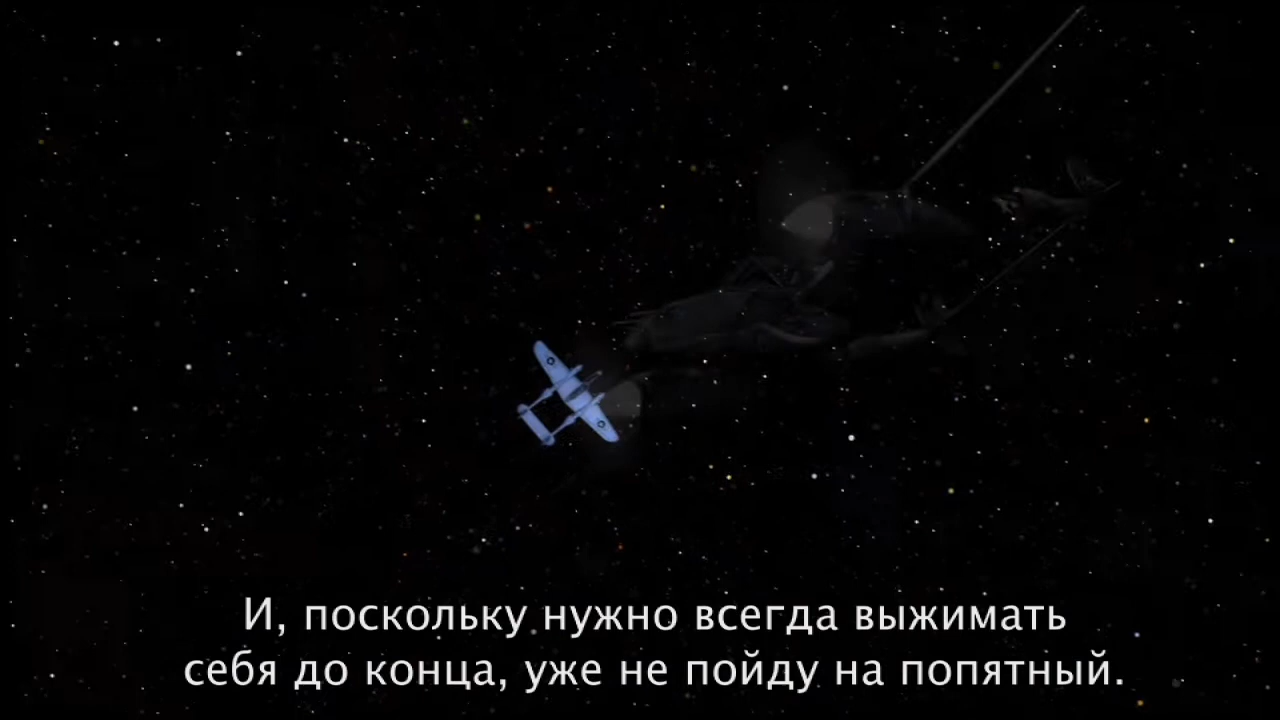 И, поскольку нужно всегда выжимать
себя до конца, уже не пойду на попятный.